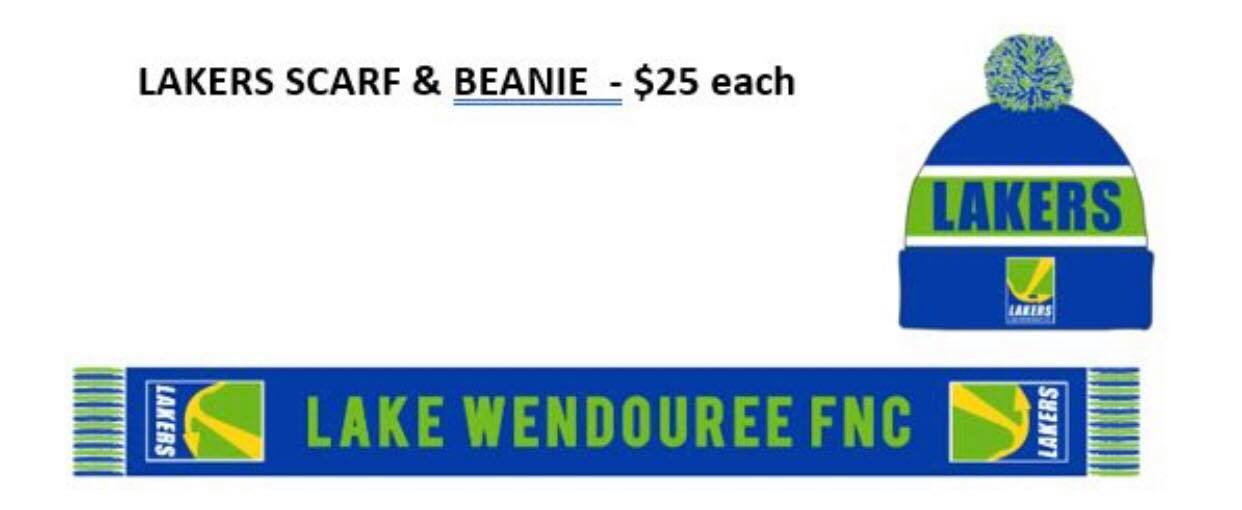 LAKERS SCARF & BEANIE - $25 each
LAKERS
LAKERS
LAKERS
LAKE WENDOUREE FNC
LAKERS